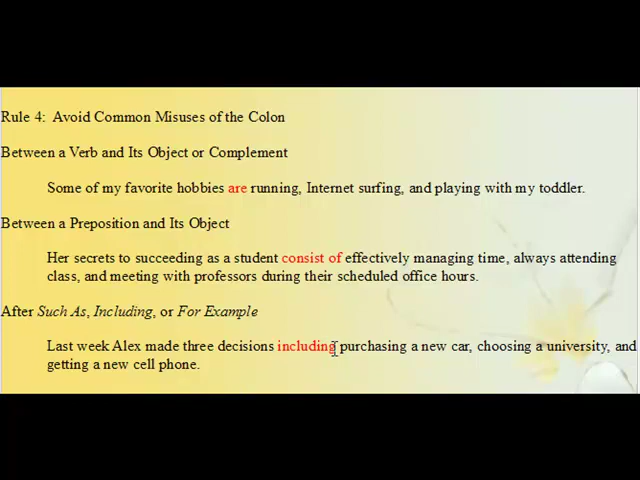 Rule 4:  Avoid Common Misuses of the Colon
Between a Verb and Its Object or Complement
Some of my favorite hobbies are running, Internet surfing, and playing with my toddler.
Between a Preposition and Its Object
Her secrets to succeeding as a student consist of effectively managing time, always attending
class, and meeting with professors during their scheduled office hours.
After Such As, Including, or For Example
Last week Alex made three decisions including purchasing a new car, choosing a university, and
getting a new cell phone.